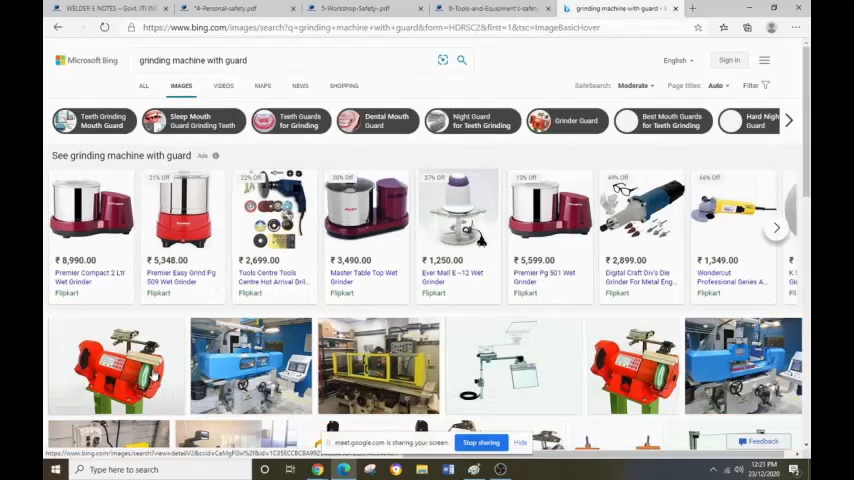 WELDER E NOTES – Govt. ITI
*4-Personal-safety.pdf
5-Workshop-Safety-.pdf
6-Tools-and-Equipment's-safety
grinding machine with guard
https://www.bing.com/images/search?q=grinding+machine+with+guard&form=HDRSC2&first=1&tsc=ImageBasicHover
Microsoft Bing
grinding machine with guard
English
Sign in
ALL IMAGES VIDEOS MAPS NEWS SHOPPING
SafeSearch: Moderate Page titles: Auto Filter
Teeth Grinding
Mouth Guard
Sleep Mouth
Guard Grinding Teeth
Teeth Guards
for Grinding
Dental Mouth
Guard
Night Guard
for Teeth Grinding
Grinder Guard
Best Mouth Guards
for Teeth Grinding
Hard Nigh
Guard
See grinding machine with guard Ads
21% Off
22% Off
30% Off
37% Off
13% Off
49% Off
66% Off
₹ 8,990.00
Premier Compact 2 Ltr
Wet Grinder
Flipkart
₹ 5,348.00
Premier Easy Grind Pg
509 Wet Grinder
Flipkart
₹ 2,699.00
Tools Centre Tools
Centre Hot Arrival Dril...
Flipkart
₹ 3,490.00
Master Table Top Wet
Grinder
Flipkart
₹ 1,250.00
Ever Mall E --12 Wet
Grinder
Flipkart
₹ 5,599.00
Premier Pg 501 Wet
Grinder
Flipkart
₹ 2,899.00
Digital Craft Div's Die
Grinder For Metal Eng...
Flipkart
₹ 1,349.00
Wondercut
Professional Series A...
Flipkart
meet.google.com is sharing your screen.
Stop sharing
Hide
Feedback
Type here to search
12:21 PM
23/12/2020